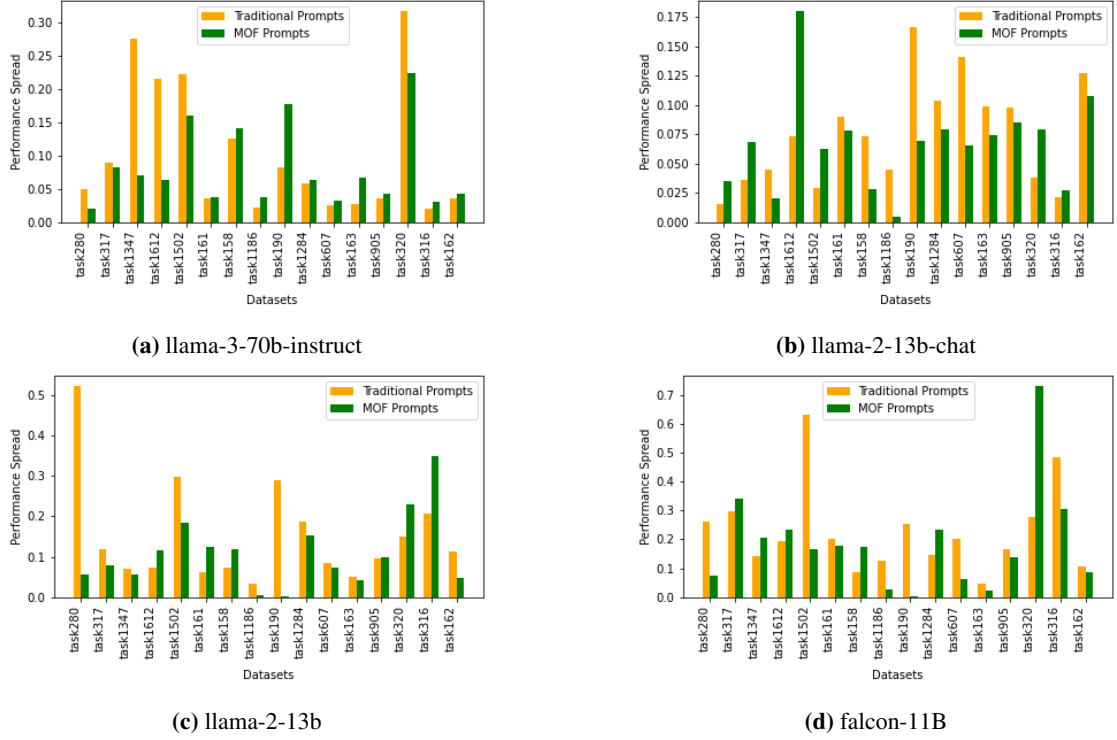 Traditional Prompts
MOF Prompts
Performance Spread
0.30
0.25
0.20
0.15
0.10
0.05
0.00
task280
task317
task1347
task1612
task1502
task161
task158
task1186
task190
task1284
task607
task163
task905
task320
task316
task162
Datasets
(a) llama-3-70b-instruct
Traditional Prompts
MOF Prompts
Performance Spread
0.175
0.150
0.125
0.100
0.075
0.050
0.025
0.000
task280
task317
task1347
task1612
task1502
task161
task158
task1186
task190
task1284
task607
task163
task905
task320
task316
task162
Datasets
(b) llama-2-13b-chat
Traditional Prompts
MOF Prompts
Performance Spread
0.5
0.4
0.3
0.2
0.1
0.0
task280
task317
task1347
task1612
task1502
task161
task158
task1186
task190
task1284
task607
task163
task905
task320
task316
task162
Datasets
(c) llama-2-13b
Traditional Prompts
MOF Prompts
Performance Spread
0.7
0.6
0.5
0.4
0.3
0.2
0.1
0.0
task280
task317
task1347
task1612
task1502
task161
task158
task1186
task190
task1284
task607
task163
task905
task320
task316
task162
Datasets
(d) falcon-11B